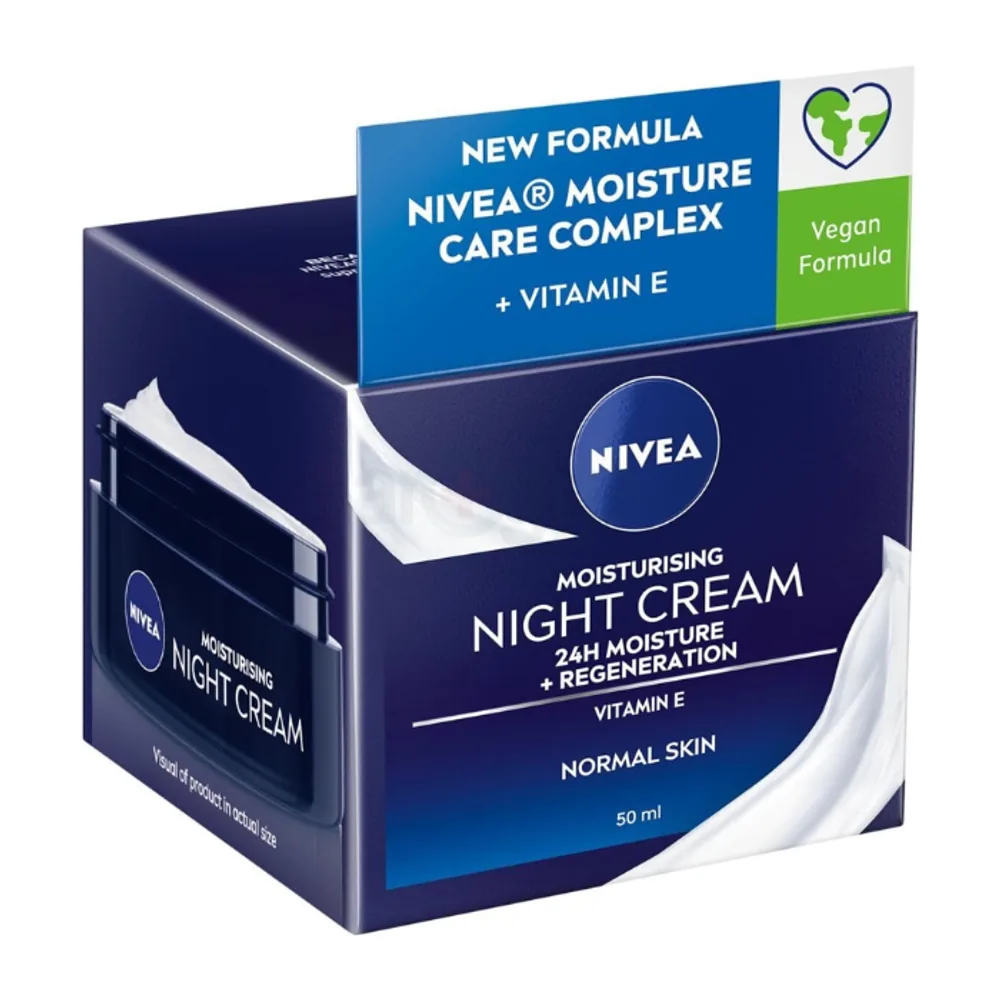 NEW FORMULA
NIVEA® MOISTURE
CARE COMPLEX
+ VITAMIN E
Vegan
Formula
NIVEA
MOISTURISING
NIGHT CREAM
24H MOISTURE
+ REGENERATION
VITAMIN E
NORMAL SKIN
50 ml
NIVEA
MOISTURISING
NIGHT CREAM
Visual of product in actual size